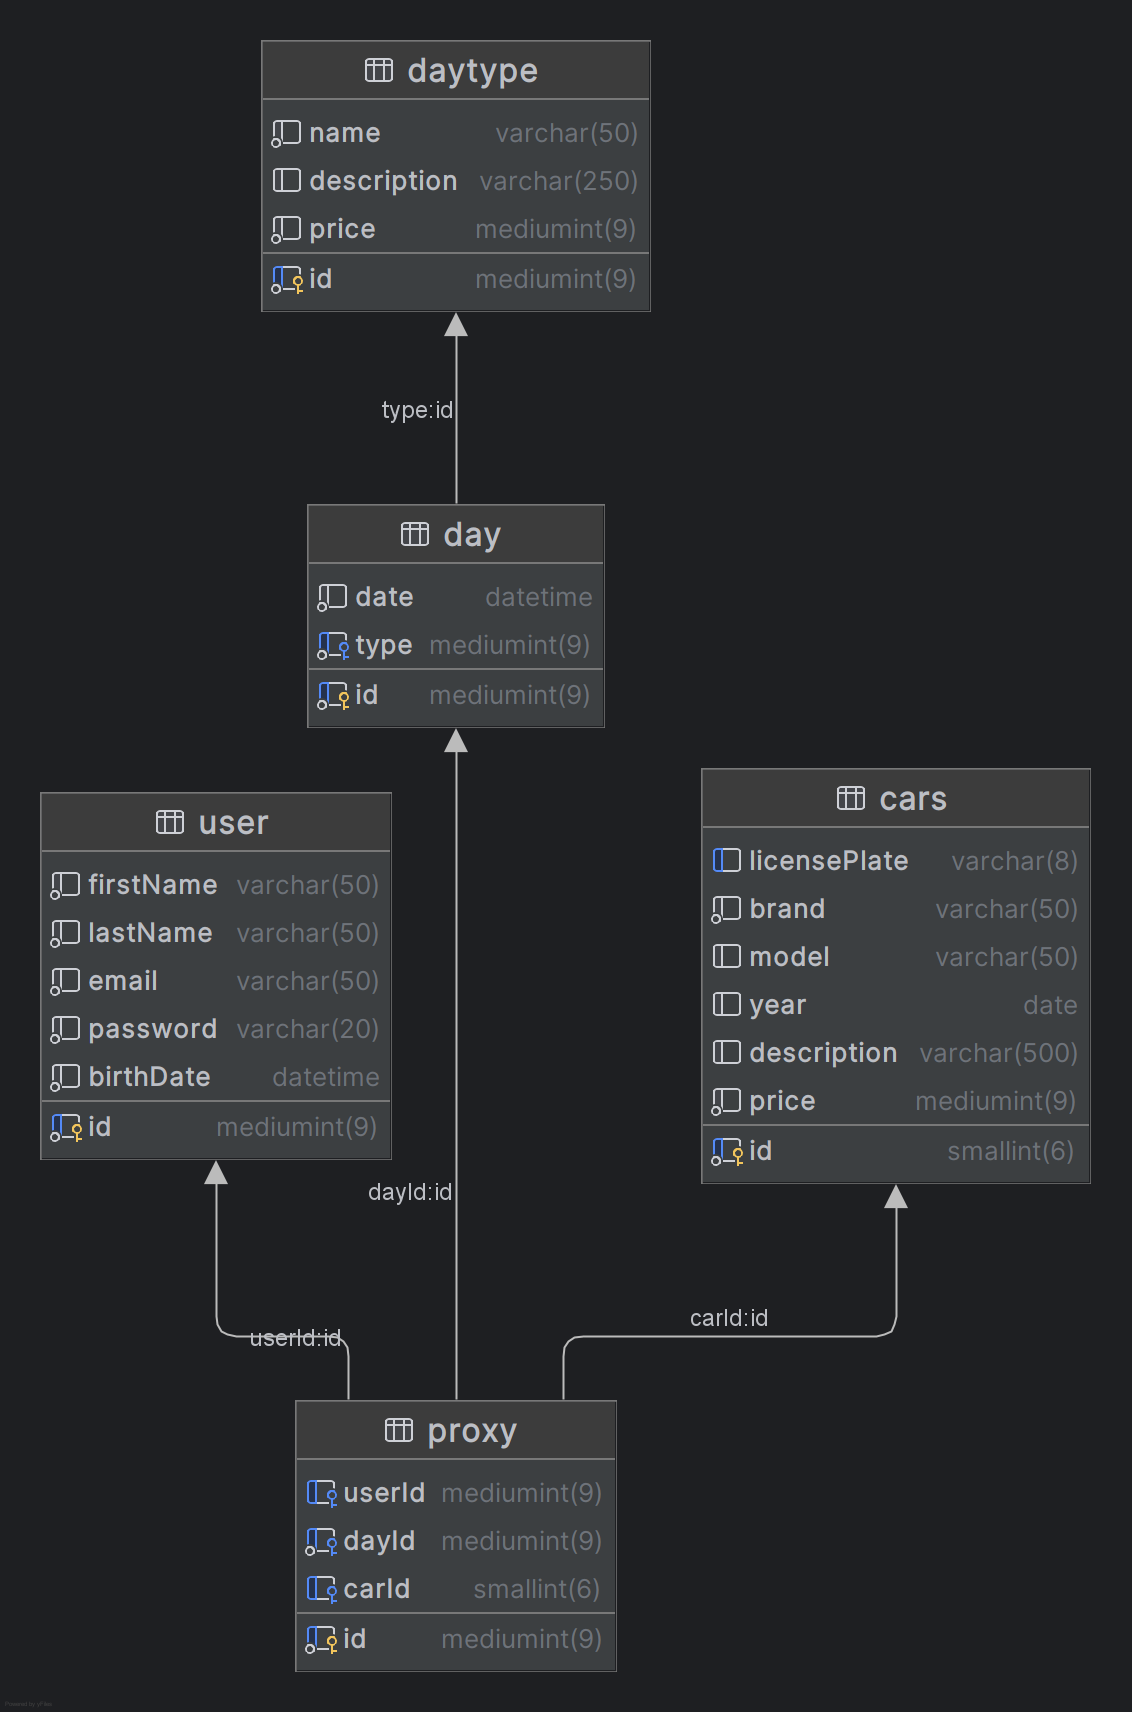 daytype
name varchar(50)
description varchar(250)
price mediumint(9)
id mediumint(9)
type:id
day
date datetime
type mediumint(9)
id mediumint(9)
user
firstName varchar(50)
lastName varchar(50)
email varchar(50)
password varchar(20)
birthDate datetime
id mediumint(9)
cars
licensePlate varchar(8)
brand varchar(50)
model varchar(50)
year date
description varchar(500)
price mediumint(9)
id smallint(6)
dayId:id
userId:id
carId:id
proxy
userId mediumint(9)
dayId mediumint(9)
carId smallint(6)
id mediumint(9)
Powered by yFiles